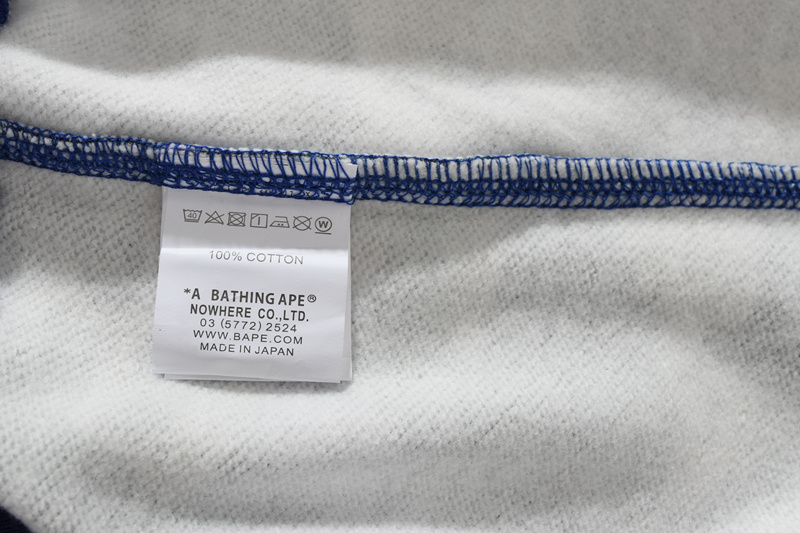 40 W
100% COTTON
*A BATHING APE®
NOWHERE CO.,LTD.
03 (5772) 2524
WWW.BAPE.COM
MADE IN JAPAN